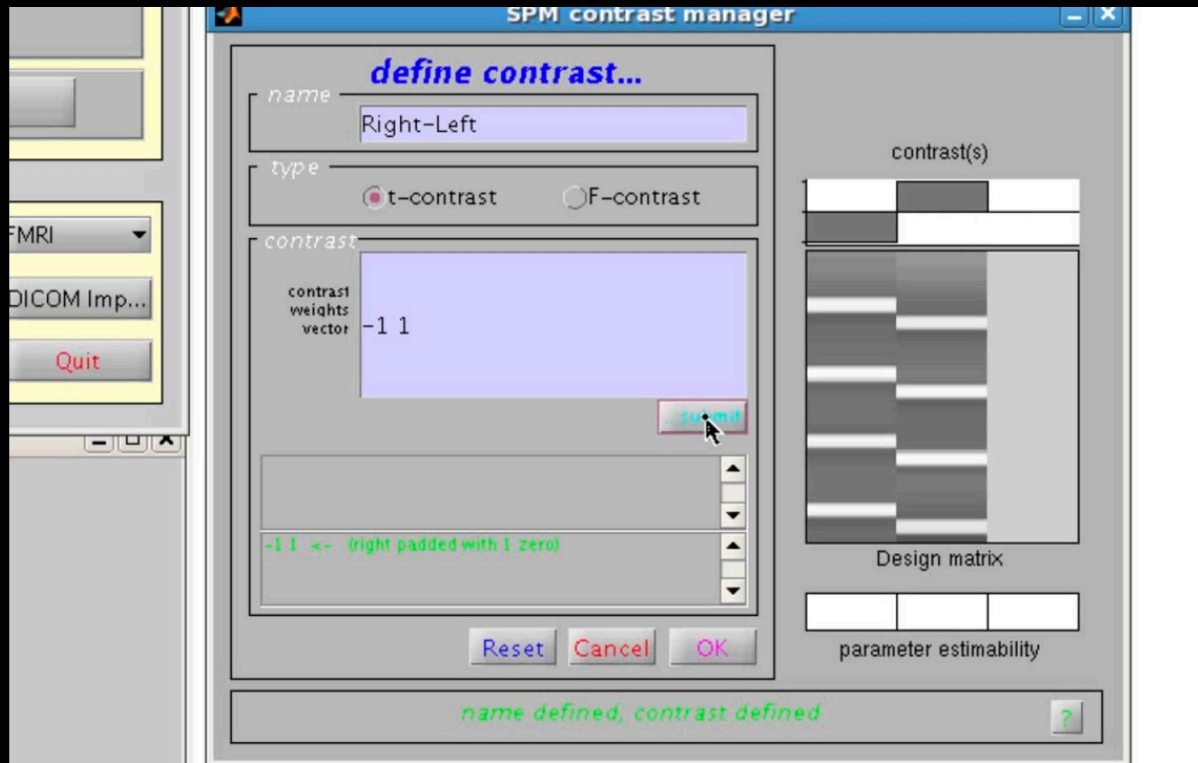 SPM contrast manager
define contrast...
name
Right-Left
type
t-contrast
F-contrast
contrast
contrast
weights
vector
-1 1
...submit
-1 1 <- (right padded with 1 zero)
Reset
Cancel
OK
name defined, contrast defined
?
contrast(s)
Design matrix
parameter estimability
FMRI
DICOM Imp...
Quit